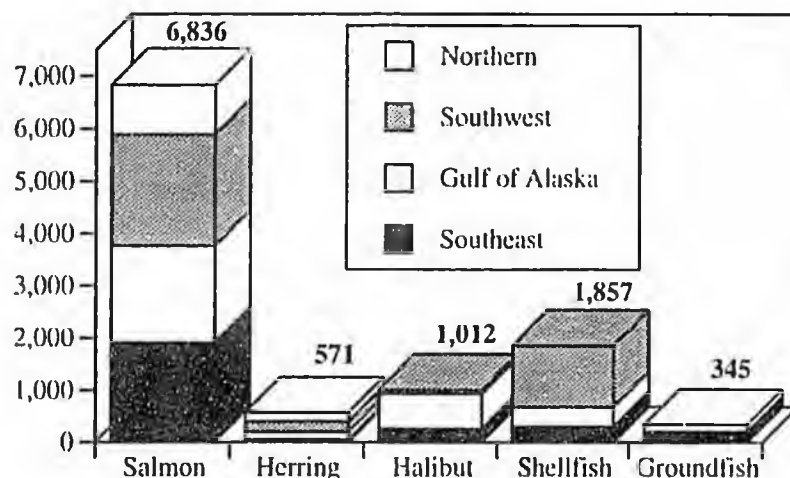 6,836
7,000
6,000
5,000
4,000
3,000
2,000
1,000
0
Northern
Southwest
Gulf of Alaska
Southeast
571
1,012
1,857
345
Salmon Herring Halibut Shellfish Groundfish